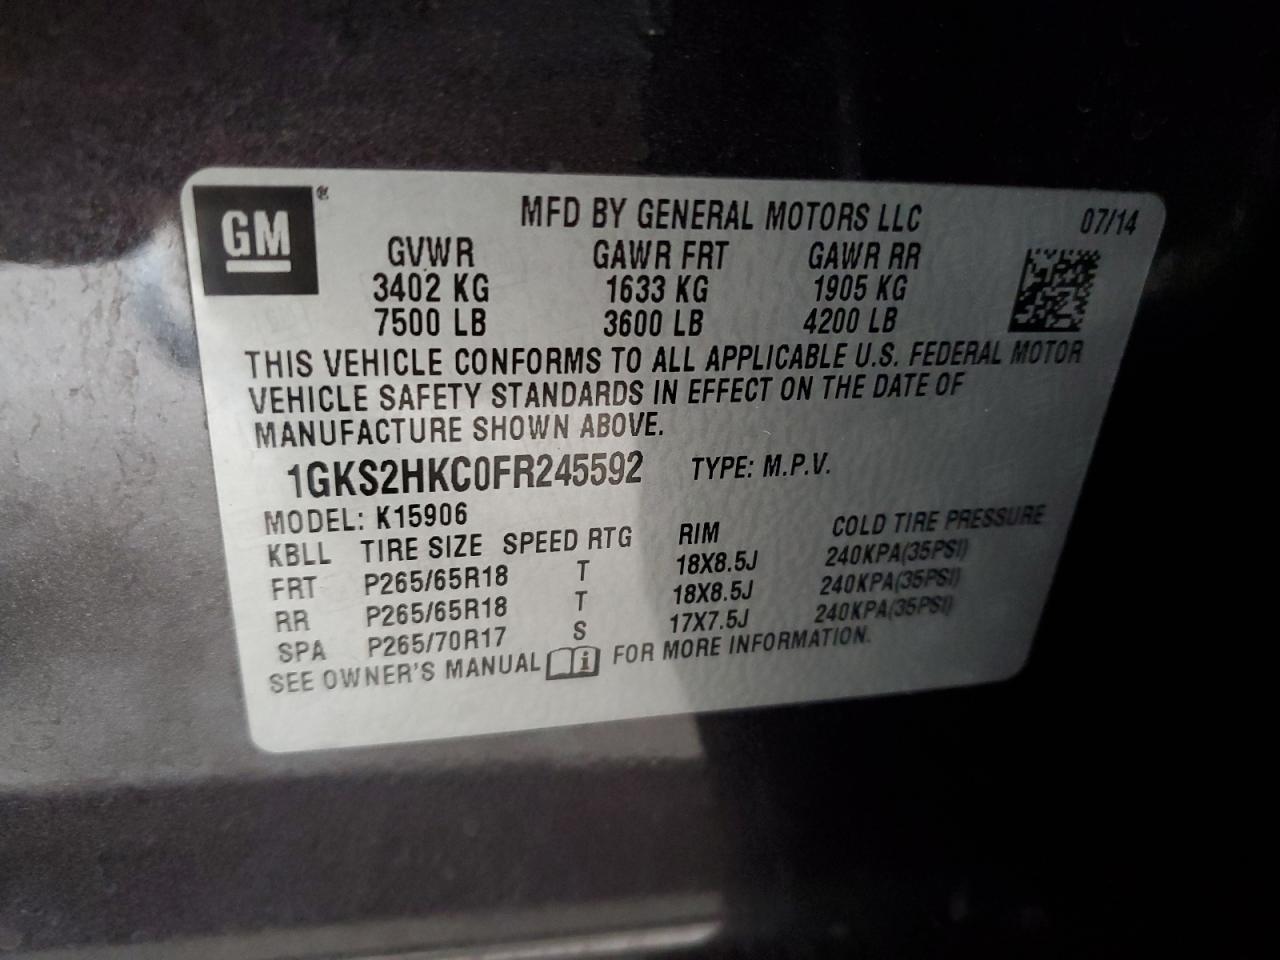 GM ® MFD BY GENERAL MOTORS LLC 07/14
GVWR GAWR FRT GAWR RR
3402 KG 1633 KG 1905 KG
7500 LB 3600 LB 4200 LB
THIS VEHICLE CONFORMS TO ALL APPLICABLE U.S. FEDERAL MOTOR
VEHICLE SAFETY STANDARDS IN EFFECT ON THE DATE OF
MANUFACTURE SHOWN ABOVE.
1GKS2HKC0FR245592 TYPE: M.P.V.
MODEL: K15906
KBLL TIRE SIZE SPEED RTG RIM COLD TIRE PRESSURE
FRT P265/65R18 T 18X8.5J 240KPA(35PSI)
RR P265/65R18 T 18X8.5J 240KPA(35PSI)
SPA P265/70R17 S 17X7.5J 240KPA(35PSI)
SEE OWNER'S MANUAL i FOR MORE INFORMATION.